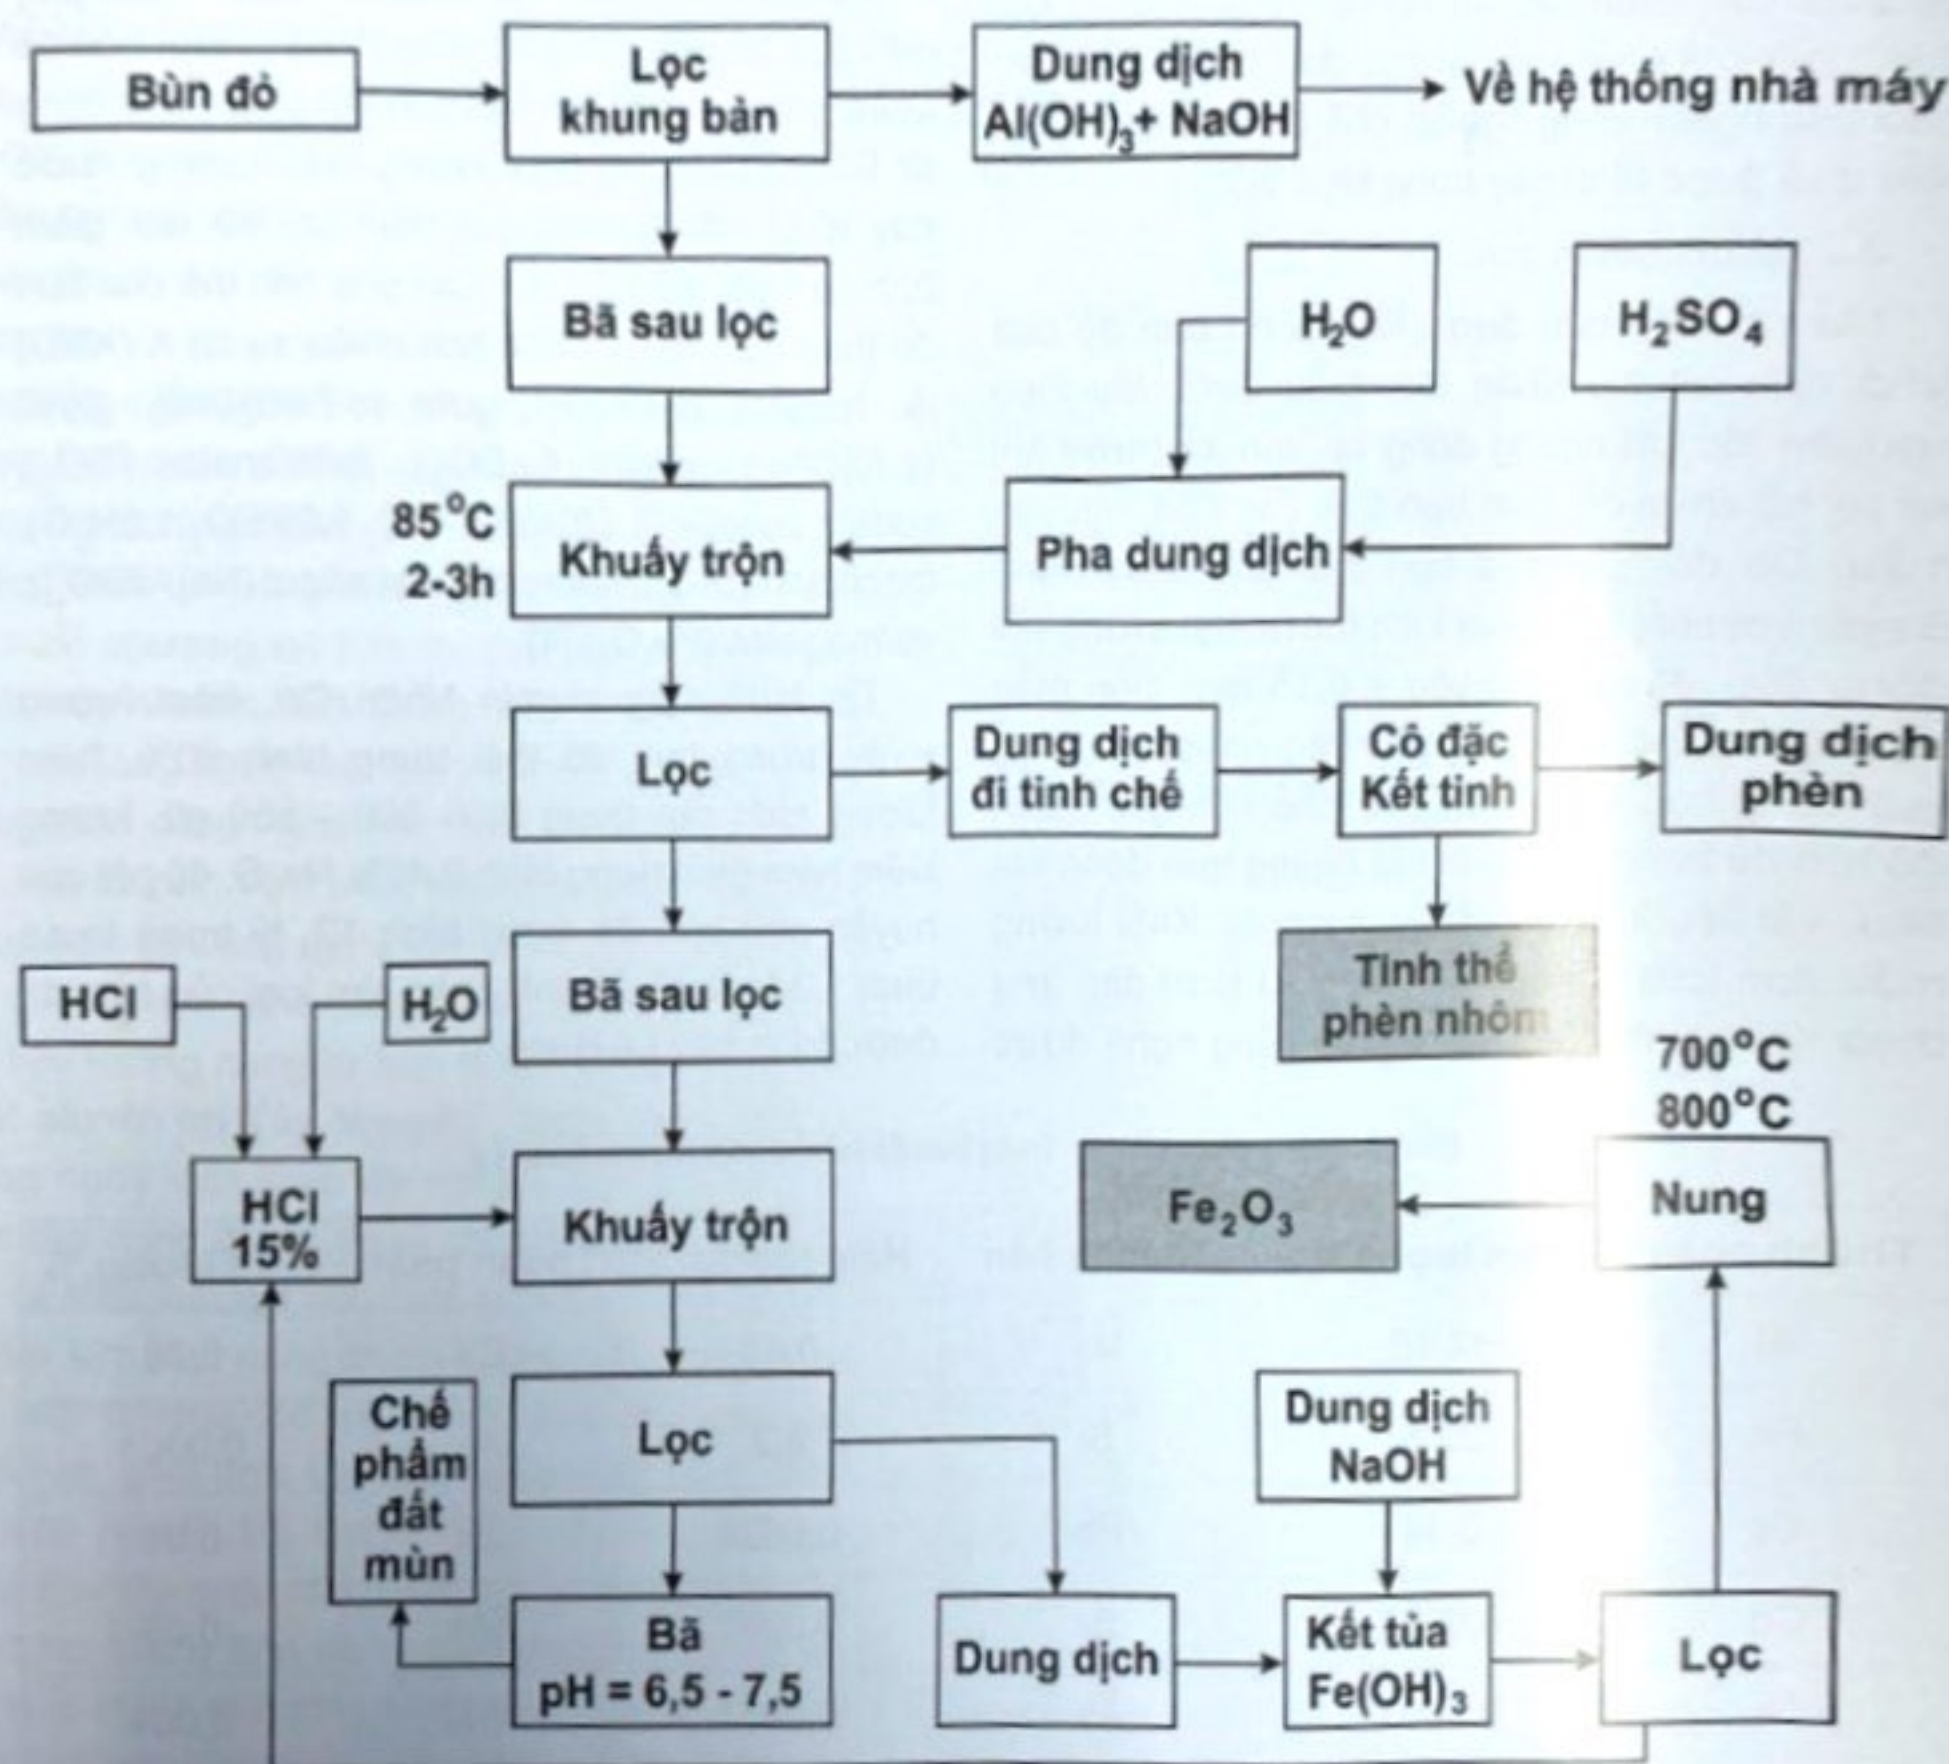 Bùn đỏ
Lọc
khung bản
Dung dịch
Al(OH)₃+ NaOH
Về hệ thống nhà máy
Bã sau lọc
H₂O
H₂SO₄
85°C
2-3h
Khuấy trộn
Pha dung dịch
Lọc
Dung dịch
đi tinh chế
Cô đặc
Kết tinh
Dung dịch
phèn
HCl
H₂O
Bã sau lọc
Tinh thể
phèn nhôm
700°C
800°C
HCl
15%
Khuấy trộn
Fe₂O₃
Nung
Chế
phẩm
đất
mùn
Lọc
Dung dịch
NaOH
Bã
pH = 6,5 - 7,5
Dung dịch
Kết tủa
Fe(OH)₃
Lọc